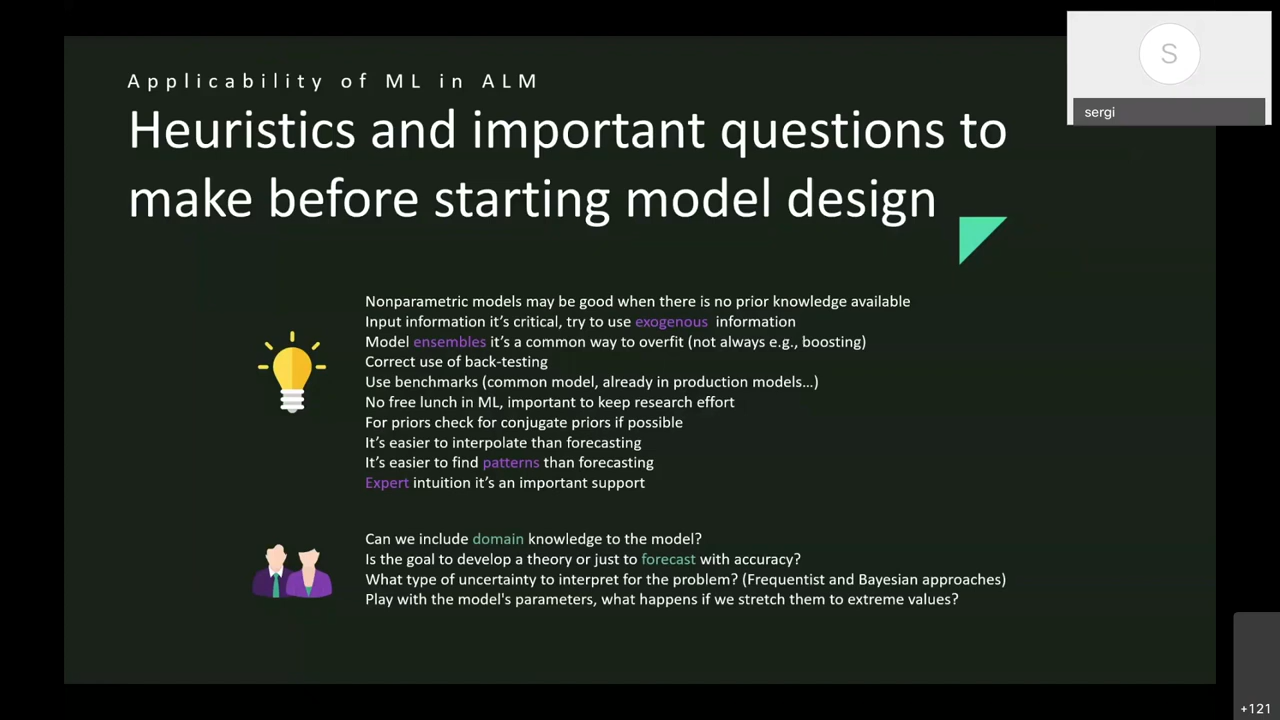 Applicability of ML in ALM
Heuristics and important questions to
make before starting model design
S
sergi
Nonparametric models may be good when there is no prior knowledge available
Input information it's critical, try to use exogenous information
Model ensembles it's a common way to overfit (not always e.g., boosting)
Correct use of back-testing
Use benchmarks (common model, already in production models…)
No free lunch in ML, important to keep research effort
For priors check for conjugate priors if possible
It's easier to interpolate than forecasting
It's easier to find patterns than forecasting
Expert intuition it's an important support
Can we include domain knowledge to the model?
Is the goal to develop a theory or just to forecast with accuracy?
What type of uncertainty to interpret for the problem? (Frequentist and Bayesian approaches)
Play with the model's parameters, what happens if we stretch them to extreme values?
+121